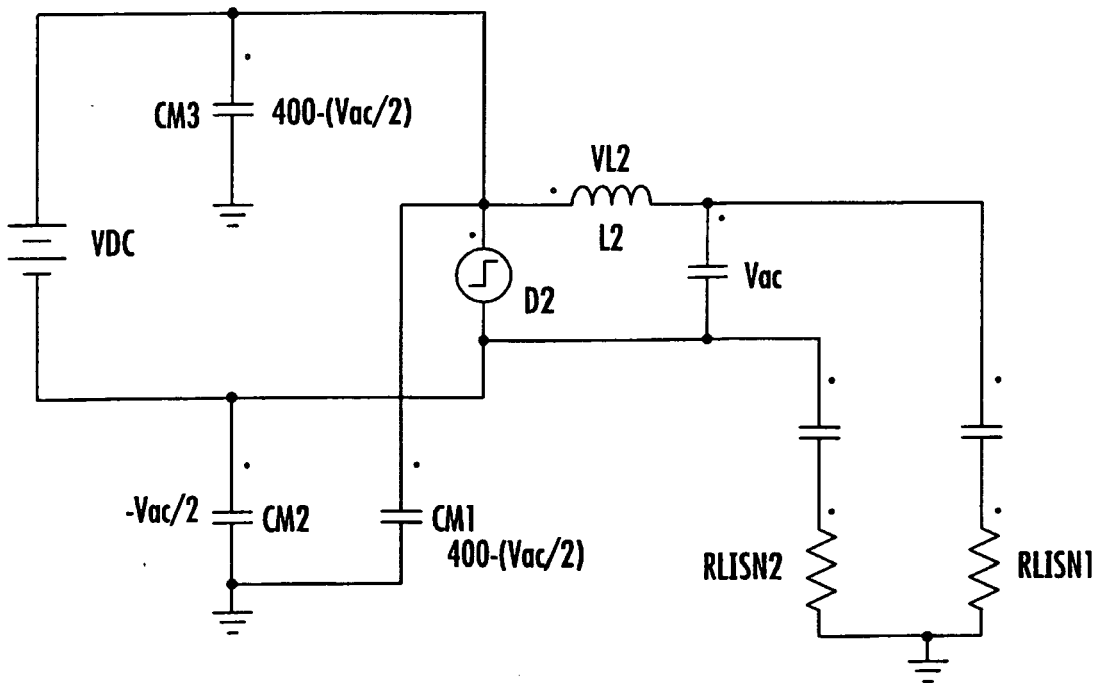 CM3 400-(Vac/2)
VL2
VDC
L2
Vac
D2
-Vac/2 CM2
CM1
400-(Vac/2)
RLISN2
RLISN1